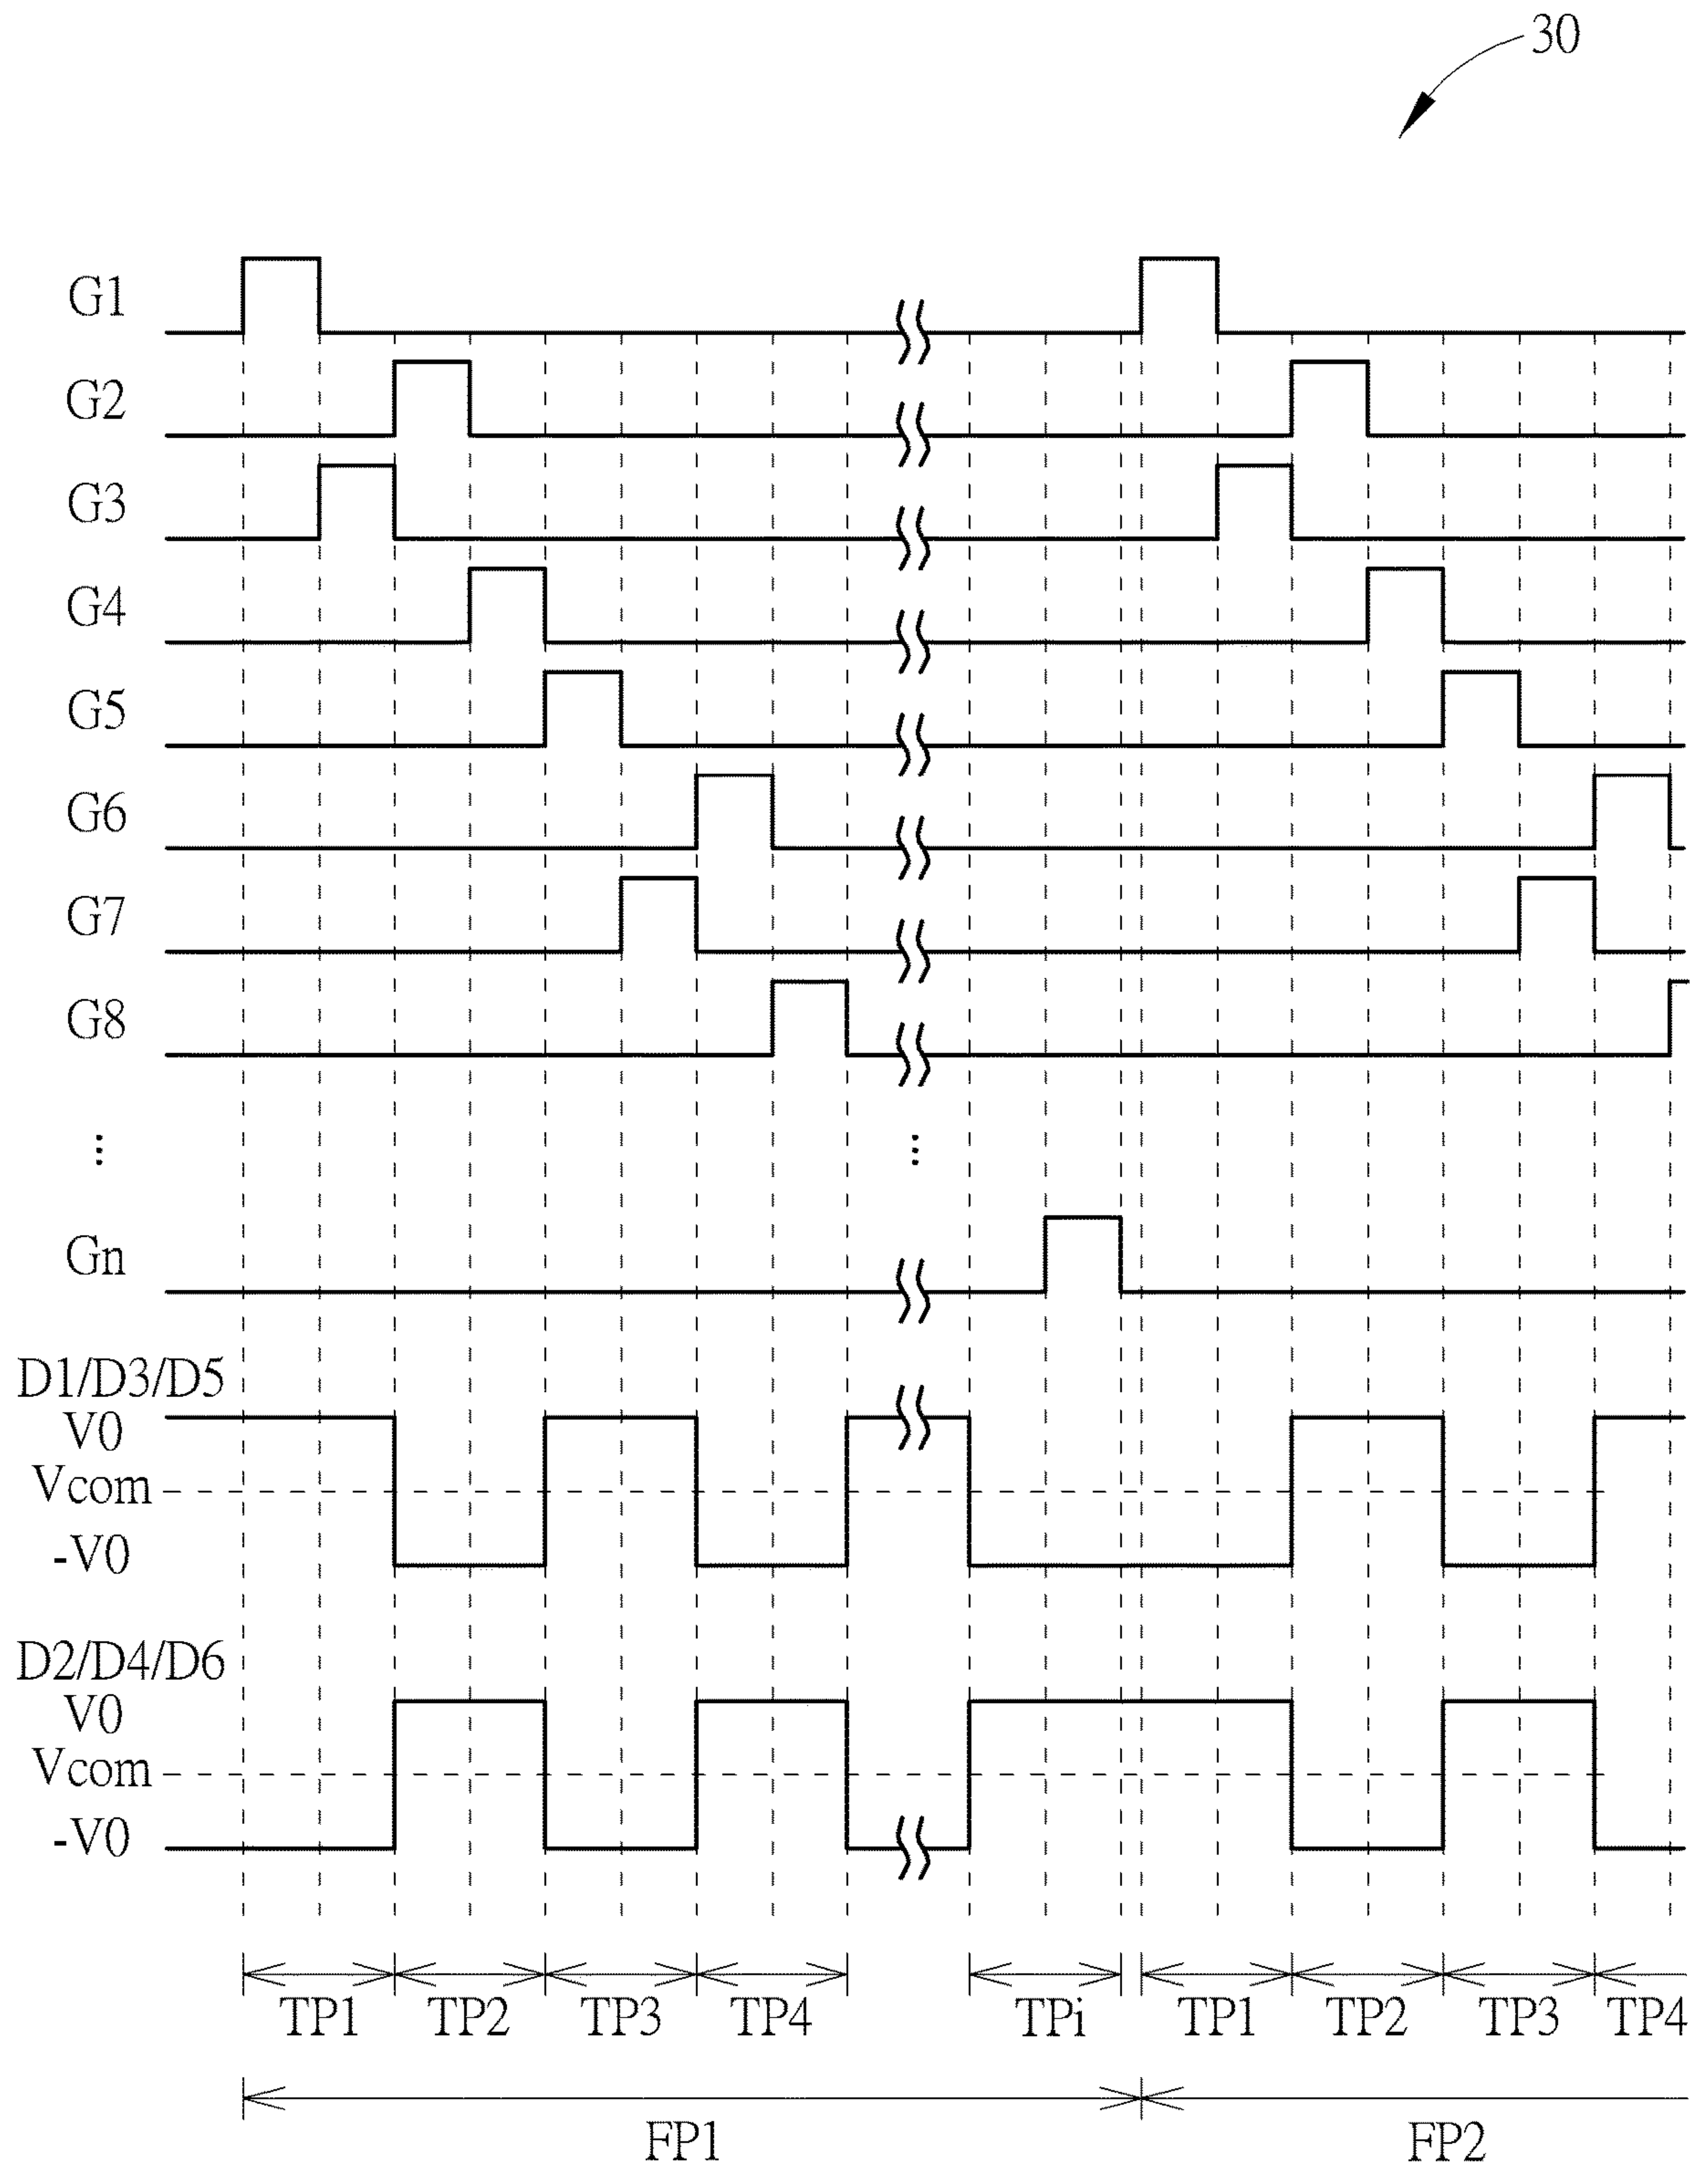 30
G1
G2
G3
G4
G5
G6
G7
G8
⋮ ⋮
Gn
D1/D3/D5
V0
Vcom
-V0
D2/D4/D6
V0
Vcom
-V0
TP1 TP2 TP3 TP4 TPi TP1 TP2 TP3 TP4
FP1 FP2